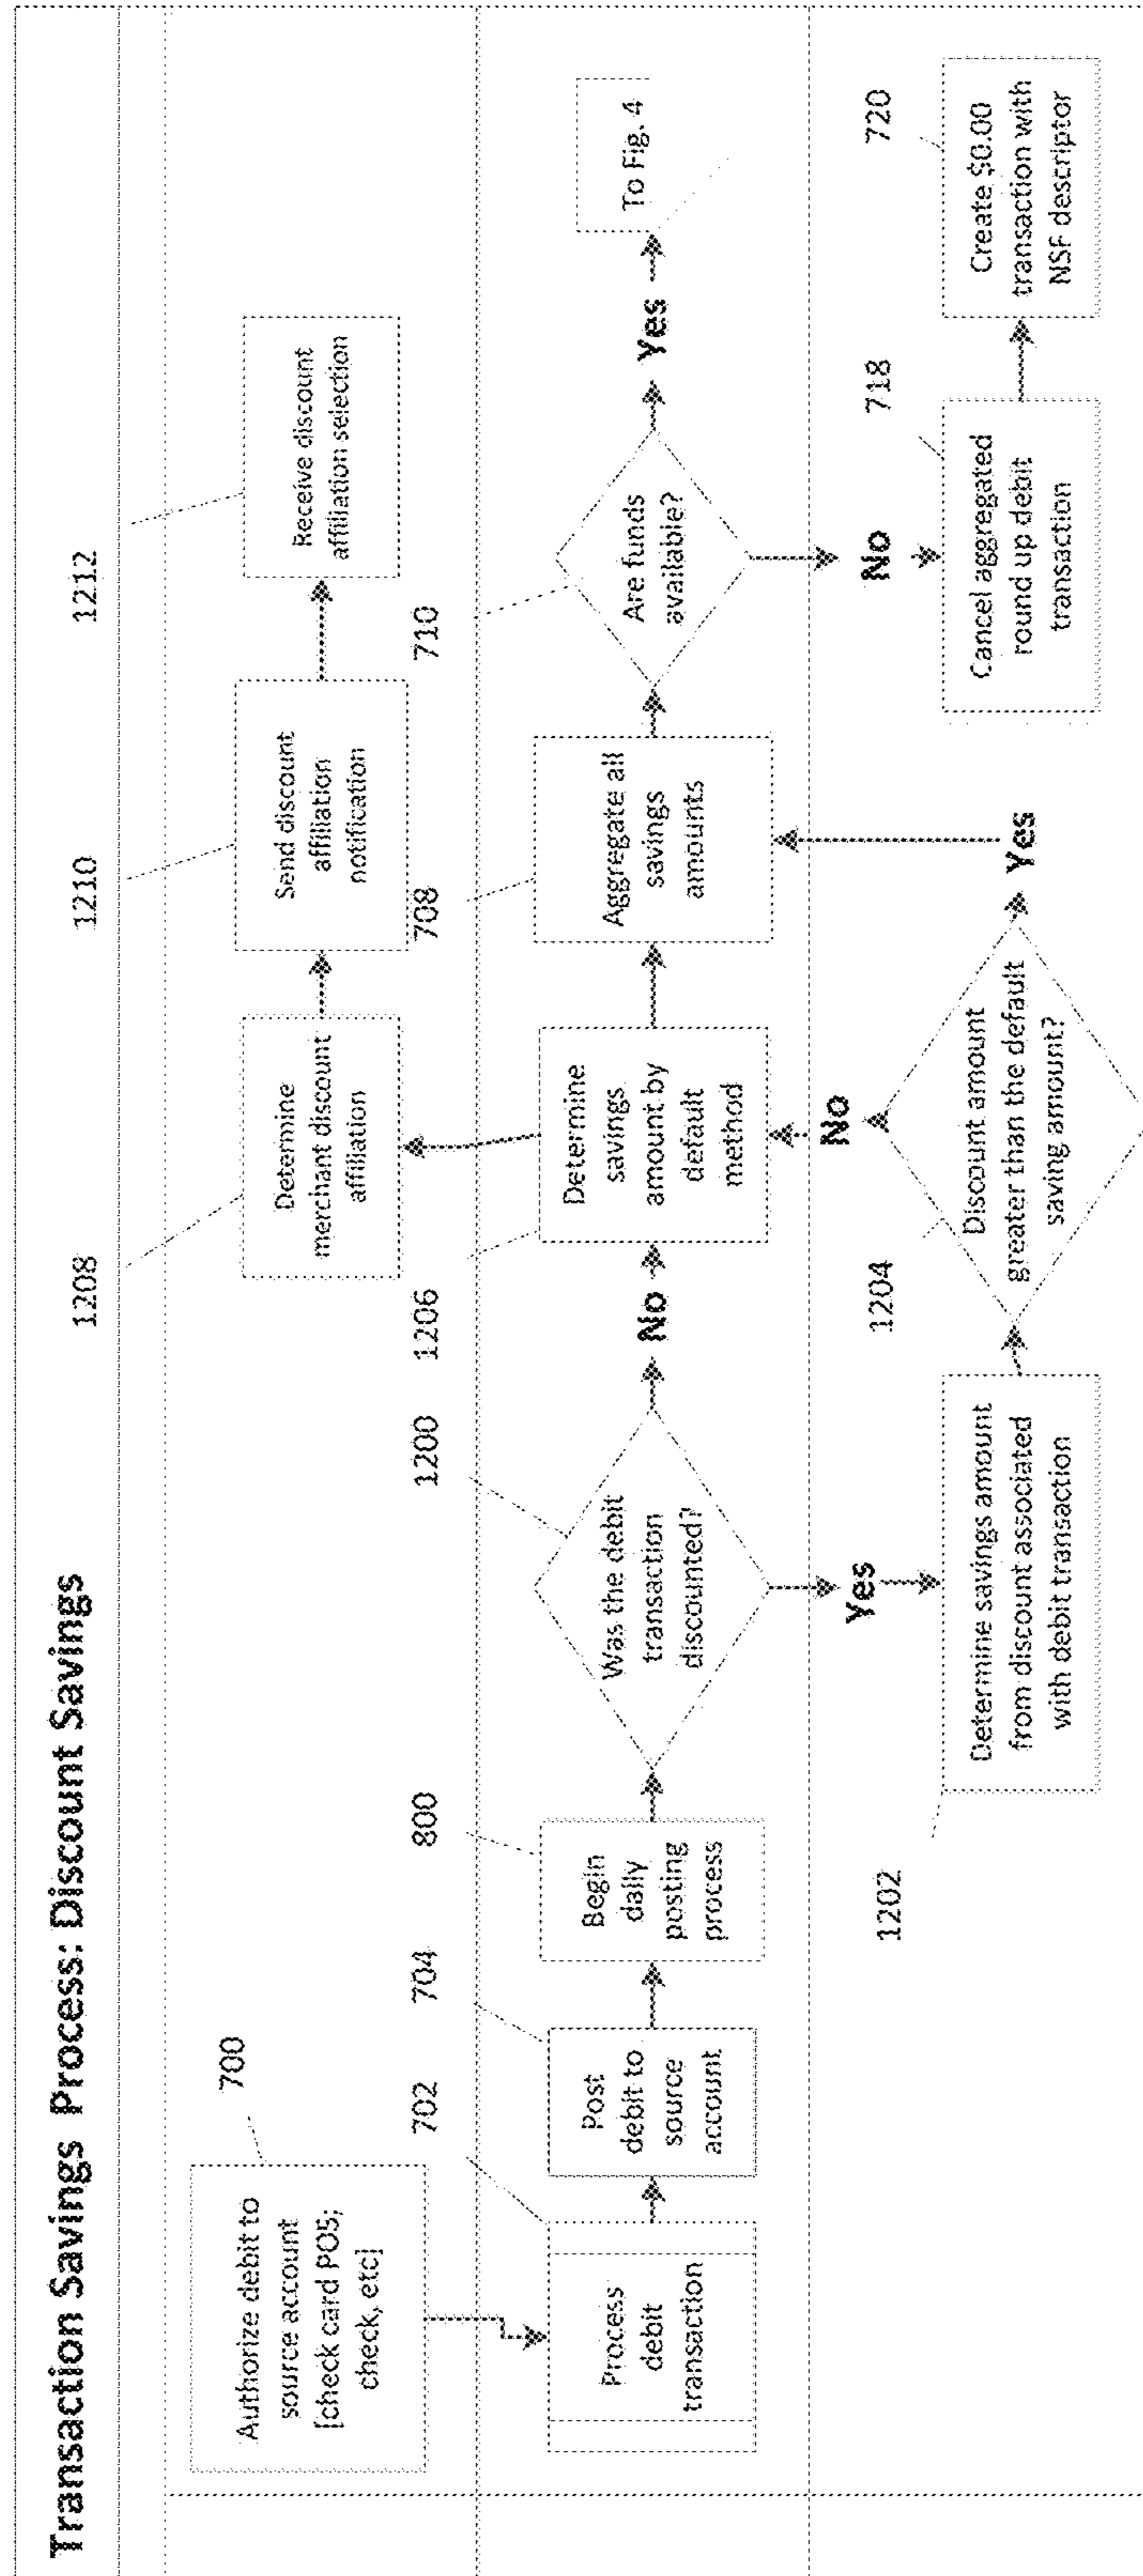 Transaction Savings Process: Discount Savings
700
Authorize debit to
source account
[check card POS;
check, etc]
702
Process
debit
transaction
704
Post
debit to
source
account
800
Begin
daily
posting
process
1200
Was the debit
transaction
discounted?
No
Yes
1202
Determine savings amount
from discount associated
with debit transaction
1204
Discount amount
greater than the default
saving amount?
No
Yes
1206
Determine
savings
amount by
default
method
1208
Determine
merchant discount
affiliation
1210
Send discount
affiliation
notification
1212
Receive discount
affiliation selection
708
Aggregate all
savings
amounts
710
Are funds
available?
Yes
To Fig. 4
No
718
Cancel aggregated
round up debit
transaction
720
Create $0.00
transaction with
NSF descriptor